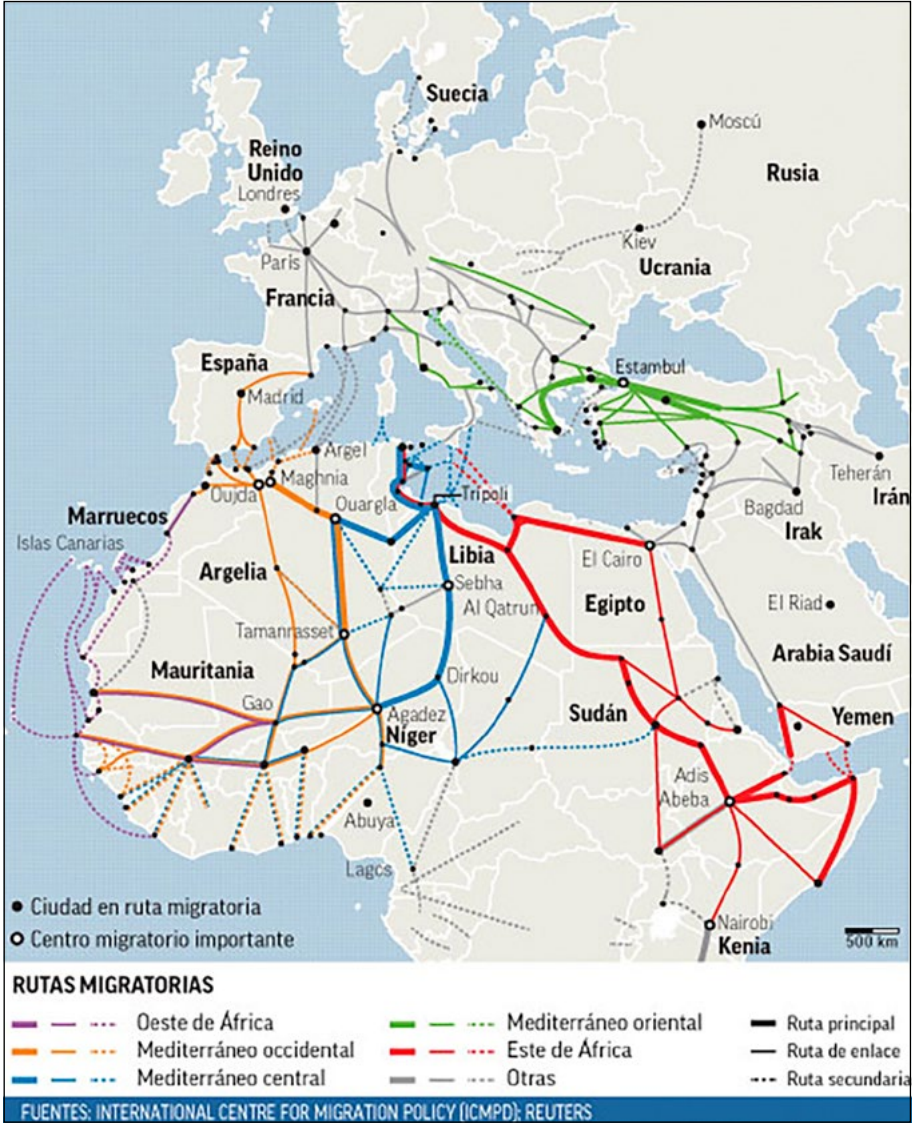 Suecia
Moscú
Reino
Unido
Rusia
Londres
Kiev
París
Ucrania
Francia
España
Estambul
Madrid
Argel
Maghnia
Oujda
Teherán
Ouargla
Trípoli
Bagdad
Irán
Marruecos
Irak
Islas Canarias
Libia
El Cairo
Argelia
Sebha
Al Qatrun
Egipto
El Riad
Tamanrasset
Arabia Saudí
Mauritania
Dirkou
Gao
Agadez
Sudán
Yemen
Níger
Adis
Abeba
Abuya
Lagos
Ciudad en ruta migratoria
Nairobi
Centro migratorio importante
Kenia
500 km
RUTAS MIGRATORIAS
Oeste de África
Mediterráneo oriental
Ruta principal
Mediterráneo occidental
Este de África
Ruta de enlace
Mediterráneo central
Otras
Ruta secundaria
FUENTES: INTERNATIONAL CENTRE FOR MIGRATION POLICY (ICMPD); REUTERS